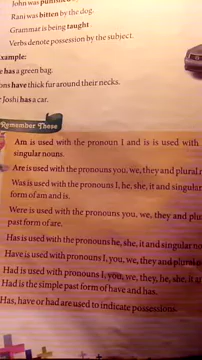 John was
Rani was bitten by the dog.
Grammar is being taught.
Verbs denote possession by the subject.
Example:
has a green bag.
have thick fur around their necks.
Joshi has a car.
Remember These
Am is used with the pronoun I and is is used with
singular nouns.
Are is used with the pronouns you, we, they and plural
Was is used with the pronouns I, he, she, it and singular
form of am and is.
Were is used with the pronouns you, we, they and
past form of are.
Has is used with the pronouns he, she, it and singular
Have is used with pronouns I, you, we, they and plural
Had is used with pronouns I, you, we, they, he, she, it
Had is the simple past form of have and has.
Has, have or had are used to indicate possessions.